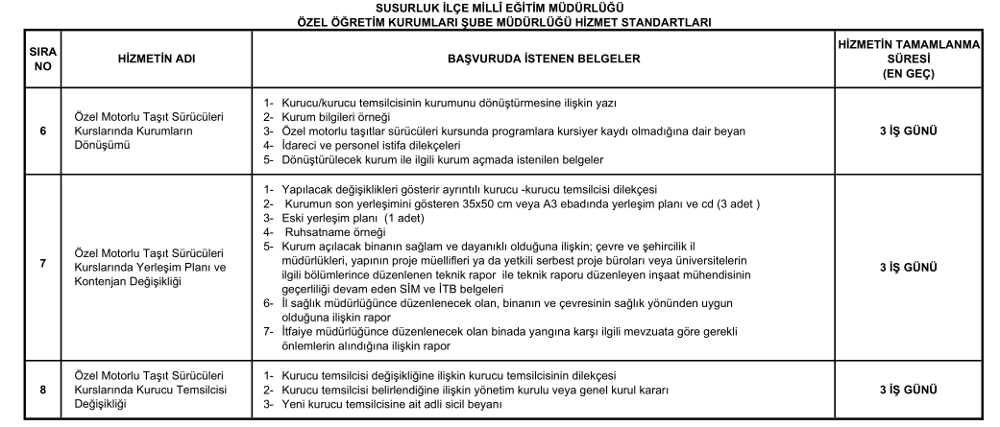 SUSURLUK İLÇE MİLLÎ EĞİTİM MÜDÜRLÜĞÜ
ÖZEL ÖĞRETİM KURUMLARI ŞUBE MÜDÜRLÜĞÜ HİZMET STANDARTLARI
SIRA NO
HİZMETİN ADI
BAŞVURUDA İSTENEN BELGELER
HİZMETİN TAMAMLANMA
SÜRESİ
(EN GEÇ)
6
Özel Motorlu Taşıt Sürücüleri
Kurslarında Kurumların
Dönüşümü
1- Kurucu/kurucu temsilcisinin kurumunu dönüştürmesine ilişkin yazı
2- Kurum bilgileri örneği
3- Özel motorlu taşıtlar sürücüleri kursunda programlara kursiyer kaydı olmadığına dair beyan
4- İdareci ve personel istifa dilekçeleri
5- Dönüştürülecek kurum ile ilgili kurum açmada istenilen belgeler
3 İŞ GÜNÜ
7
Özel Motorlu Taşıt Sürücüleri
Kurslarında Yerleşim Planı ve
Kontenjan Değişikliği
1- Yapılacak değişiklikleri gösterir ayrıntılı kurucu -kurucu temsilcisi dilekçesi
2- Kurumun son yerleşimini gösteren 35x50 cm veya A3 ebadında yerleşim planı ve cd (3 adet )
3- Eski yerleşim planı (1 adet)
4- Ruhsatname örneği
5- Kurum açılacak binanın sağlam ve dayanıklı olduğuna ilişkin; çevre ve şehircilik il
müdürlükleri, yapının proje müellifleri ya da yetkili serbest proje büroları veya üniversitelerin
ilgili bölümlerince düzenlenen teknik rapor ile teknik raporu düzenleyen inşaat mühendisinin
geçerliliği devam eden SİM ve İTB belgeleri
6- İl sağlık müdürlüğünce düzenlenecek olan, binanın ve çevresinin sağlık yönünden uygun
olduğuna ilişkin rapor
7- İtfaiye müdürlüğünce düzenlenecek olan binada yangına karşı ilgili mevzuata göre gerekli
önlemlerin alındığına ilişkin rapor
3 İŞ GÜNÜ
8
Özel Motorlu Taşıt Sürücüleri
Kurslarında Kurucu Temsilcisi
Değişikliği
1- Kurucu temsilcisi değişikliğine ilişkin kurucu temsilcisinin dilekçesi
2- Kurucu temsilcisi belirlendiğine ilişkin yönetim kurulu veya genel kurul kararı
3- Yeni kurucu temsilcisine ait adli sicil beyanı
3 İŞ GÜNÜ